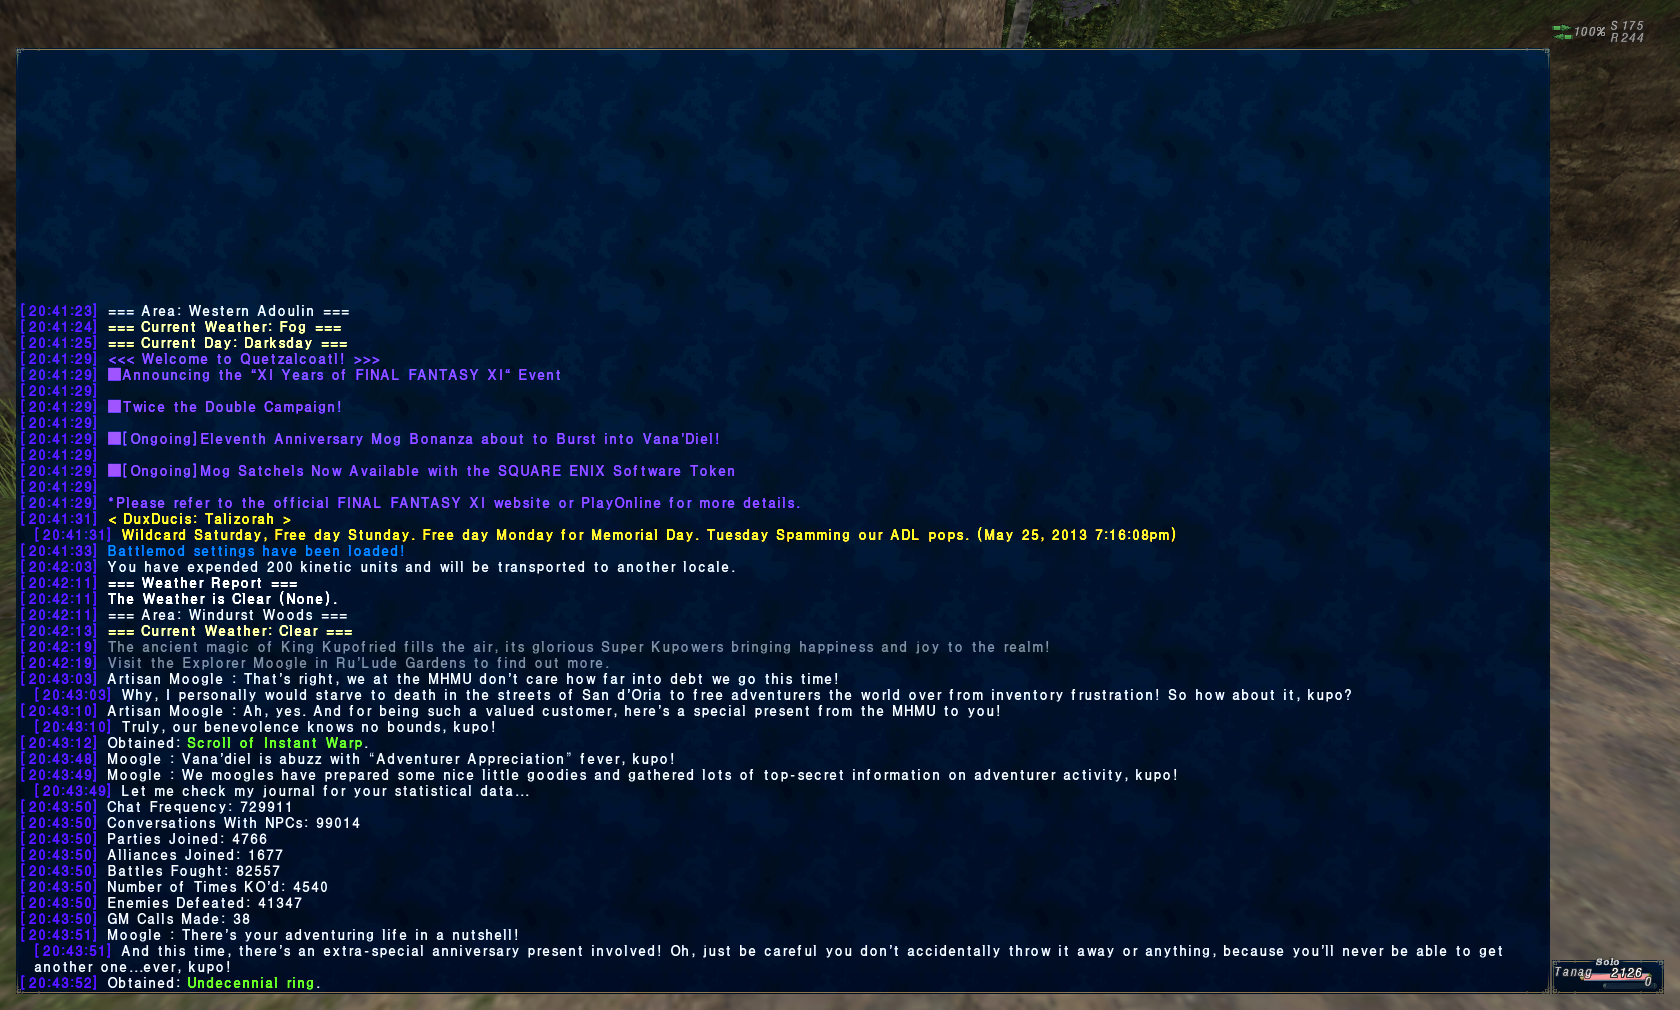 100% S 175
R 244
[20:41:23] === Area: Western Adoulin ===
[20:41:24] === Current Weather: Fog ===
[20:41:25] === Current Day: Darksday ===
[20:41:29] <<< Welcome to Quetzalcoatl! >>>
[20:41:29] ■Announcing the “XI Years of FINAL FANTASY XI“ Event
[20:41:29]
[20:41:29] ■Twice the Double Campaign!
[20:41:29]
[20:41:29] ■[Ongoing]Eleventh Anniversary Mog Bonanza about to Burst into Vana'Diel!
[20:41:29]
[20:41:29] ■[Ongoing]Mog Satchels Now Available with the SQUARE ENIX Software Token
[20:41:29]
[20:41:29] *Please refer to the official FINAL FANTASY XI website or PlayOnline for more details.
[20:41:31] < DuxDucis: Talizorah >
[20:41:31] Wildcard Saturday, Free day Stunday. Free day Monday for Memorial Day. Tuesday Spamming our ADL pops. (May 25, 2013 7:16:08pm)
[20:41:33] Battlemod settings have been loaded!
[20:42:03] You have expended 200 kinetic units and will be transported to another locale.
[20:42:11] === Weather Report ===
[20:42:11] The Weather is Clear (None).
[20:42:11] === Area: Windurst Woods ===
[20:42:13] === Current Weather: Clear ===
[20:42:19] The ancient magic of King Kupofried fills the air, its glorious Super Kupowers bringing happiness and joy to the realm!
[20:42:19] Visit the Explorer Moogle in Ru'Lude Gardens to find out more.
[20:43:03] Artisan Moogle : That's right, we at the MHMU don't care how far into debt we go this time!
[20:43:03] Why, I personally would starve to death in the streets of San d'Oria to free adventurers the world over from inventory frustration! So how about it, kupo?
[20:43:10] Artisan Moogle : Ah, yes. And for being such a valued customer, here's a special present from the MHMU to you!
[20:43:10] Truly, our benevolence knows no bounds, kupo!
[20:43:12] Obtained: Scroll of Instant Warp.
[20:43:48] Moogle : Vana'diel is abuzz with “Adventurer Appreciation” fever, kupo!
[20:43:49] Moogle : We moogles have prepared some nice little goodies and gathered lots of top-secret information on adventurer activity, kupo!
[20:43:49] Let me check my journal for your statistical data...
[20:43:50] Chat Frequency: 729911
[20:43:50] Conversations With NPCs: 99014
[20:43:50] Parties Joined: 4766
[20:43:50] Alliances Joined: 1677
[20:43:50] Battles Fought: 82557
[20:43:50] Number of Times KO'd: 4540
[20:43:50] Enemies Defeated: 41347
[20:43:50] GM Calls Made: 38
[20:43:51] Moogle : There's your adventuring life in a nutshell!
[20:43:51] And this time, there's an extra-special anniversary present involved! Oh, just be careful you don't accidentally throw it away or anything, because you'll never be able to get
another one...ever, kupo!
[20:43:52] Obtained: Undecennial ring.
Solo
Tanag 2126
0